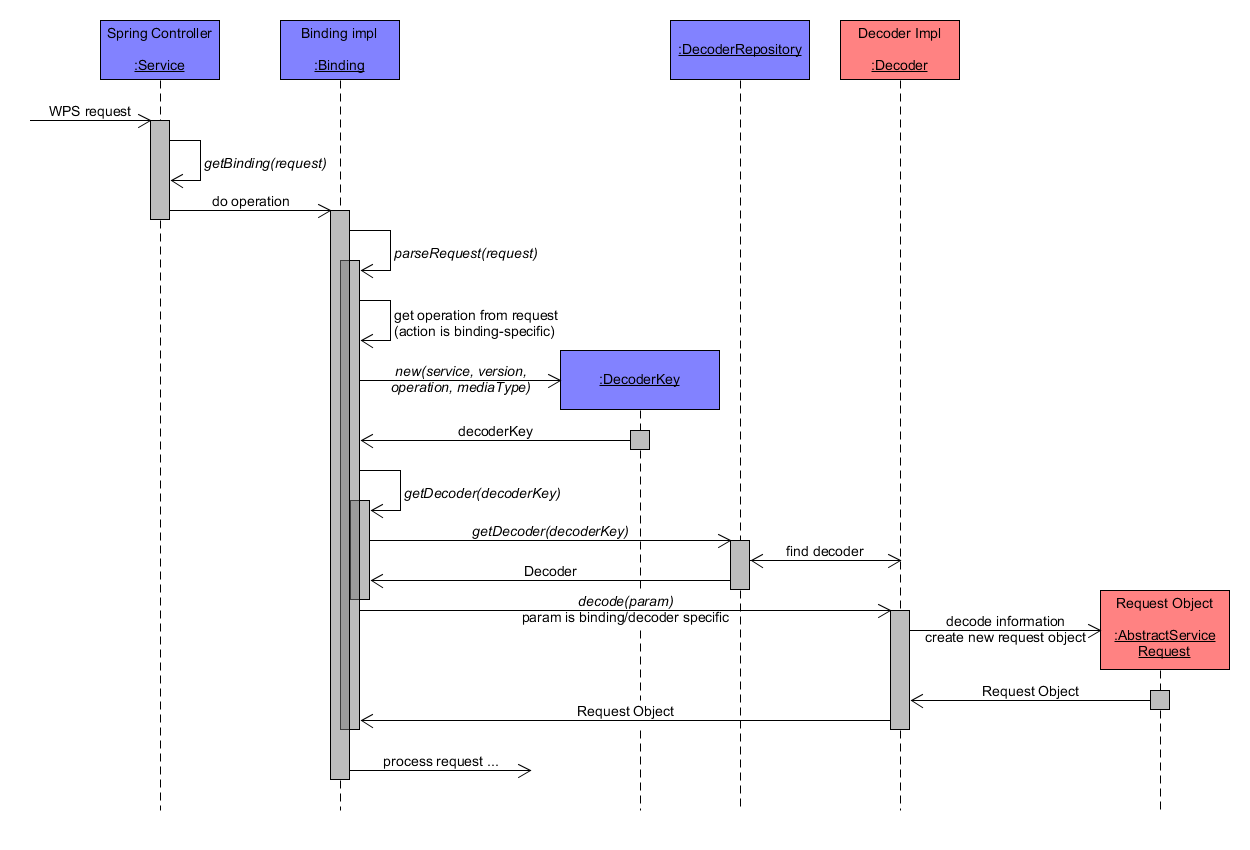 Spring Controller
:Service
Binding impl
:Binding
:DecoderRepository
Decoder Impl
:Decoder
WPS request
getBinding(request)
do operation
parseRequest(request)
get operation from request
(action is binding-specific)
new(service, version,
operation, mediaType)
:DecoderKey
decoderKey
getDecoder(decoderKey)
getDecoder(decoderKey)
find decoder
Decoder
decode(param)
param is binding/decoder specific
Request Object
:AbstractService
Request
decode information
create new request object
Request Object
Request Object
process request ...